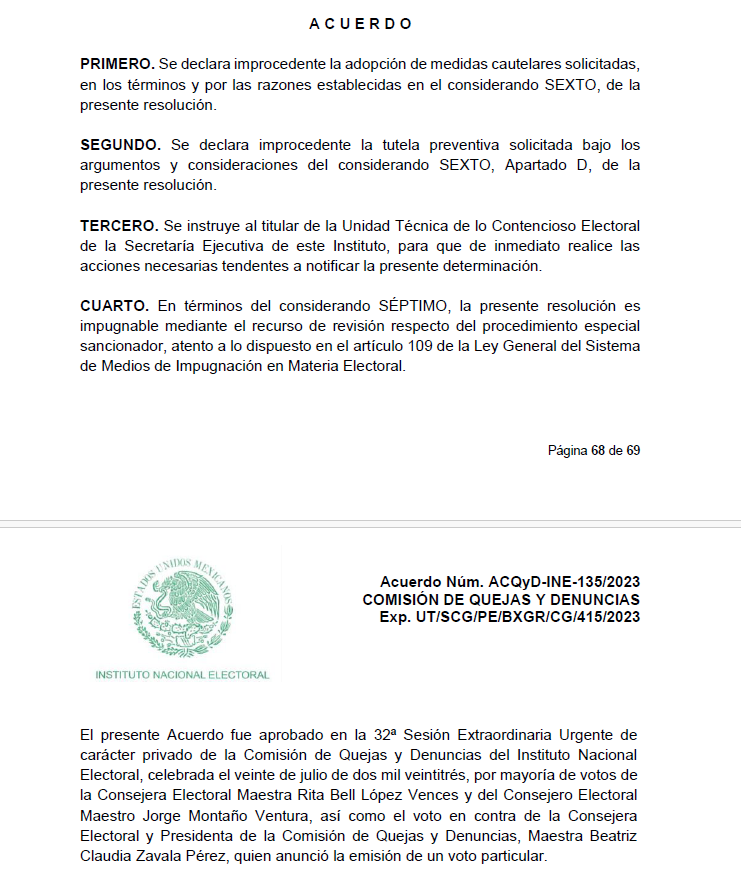 A C U E R D O
PRIMERO. Se declara improcedente la adopción de medidas cautelares solicitadas,
en los términos y por las razones establecidas en el considerando SEXTO, de la
presente resolución.
SEGUNDO. Se declara improcedente la tutela preventiva solicitada bajo los
argumentos y consideraciones del considerando SEXTO, Apartado D, de la
presente resolución.
TERCERO. Se instruye al titular de la Unidad Técnica de lo Contencioso Electoral
de la Secretaría Ejecutiva de este Instituto, para que de inmediato realice las
acciones necesarias tendentes a notificar la presente determinación.
CUARTO. En términos del considerando SÉPTIMO, la presente resolución es
impugnable mediante el recurso de revisión respecto del procedimiento especial
sancionador, atento a lo dispuesto en el artículo 109 de la Ley General del Sistema
de Medios de Impugnación en Materia Electoral.
Página 68 de 69
ESTADOS UNIDOS MEXICANOS
INSTITUTO NACIONAL ELECTORAL
Acuerdo Núm. ACQyD-INE-135/2023
COMISIÓN DE QUEJAS Y DENUNCIAS
Exp. UT/SCG/PE/BXGR/CG/415/2023
El presente Acuerdo fue aprobado en la 32ª Sesión Extraordinaria Urgente de
carácter privado de la Comisión de Quejas y Denuncias del Instituto Nacional
Electoral, celebrada el veinte de julio de dos mil veintitrés, por mayoría de votos de
la Consejera Electoral Maestra Rita Bell López Vences y del Consejero Electoral
Maestro Jorge Montaño Ventura, así como el voto en contra de la Consejera
Electoral y Presidenta de la Comisión de Quejas y Denuncias, Maestra Beatriz
Claudia Zavala Pérez, quien anunció la emisión de un voto particular.